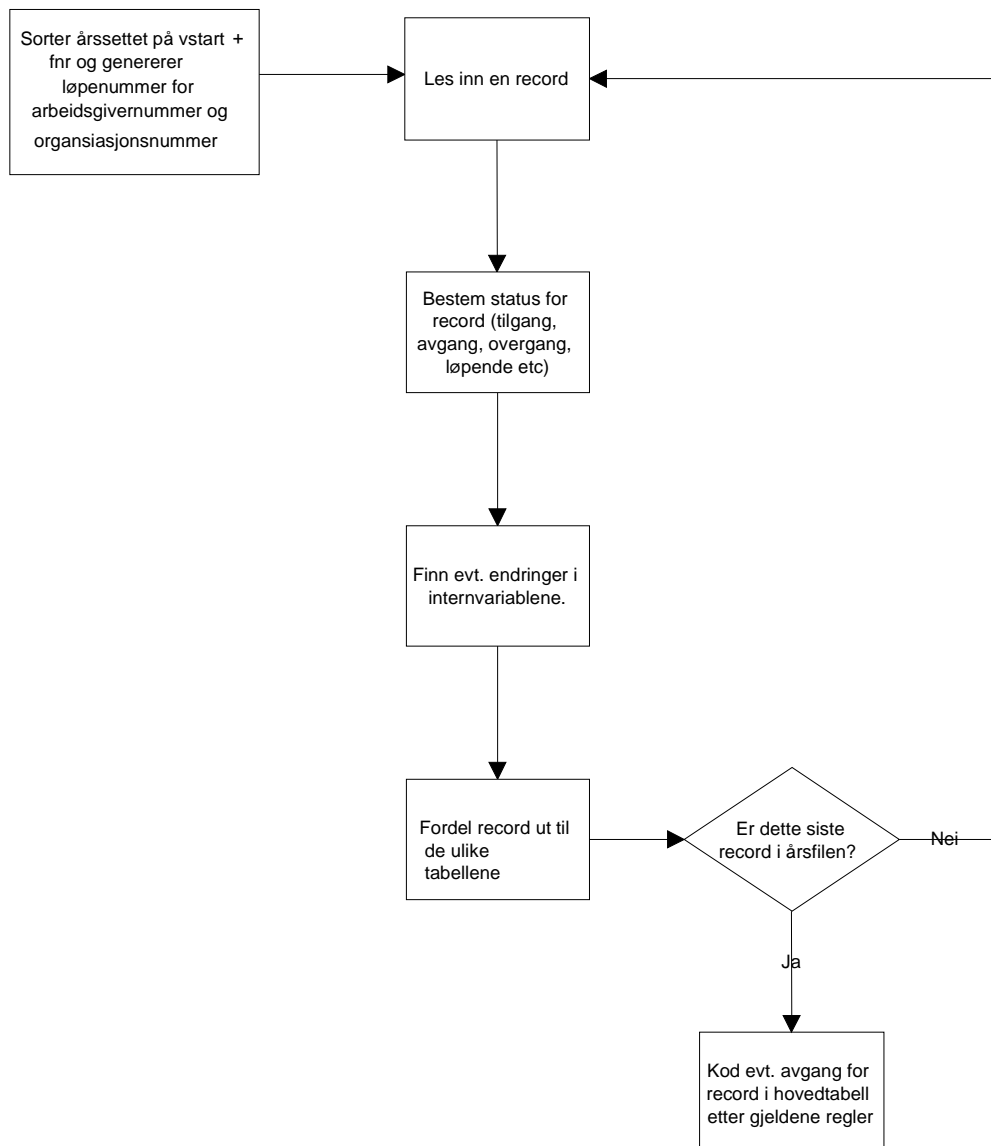 Sorter årssettet på vstart +
fnr og genererer
løpenummer for
arbeidsgivernummer og
organsiasjonsnummer
Les inn en record
Bestem status for
record (tilgang,
avgang, overgang,
løpende etc)
Finn evt. endringer i
internvariablene.
Fordel record ut til
de ulike
tabellene
Er dette siste
record i årsfilen?
Nei
Ja
Kod evt. avgang for
record i hovedtabell
etter gjeldene regler